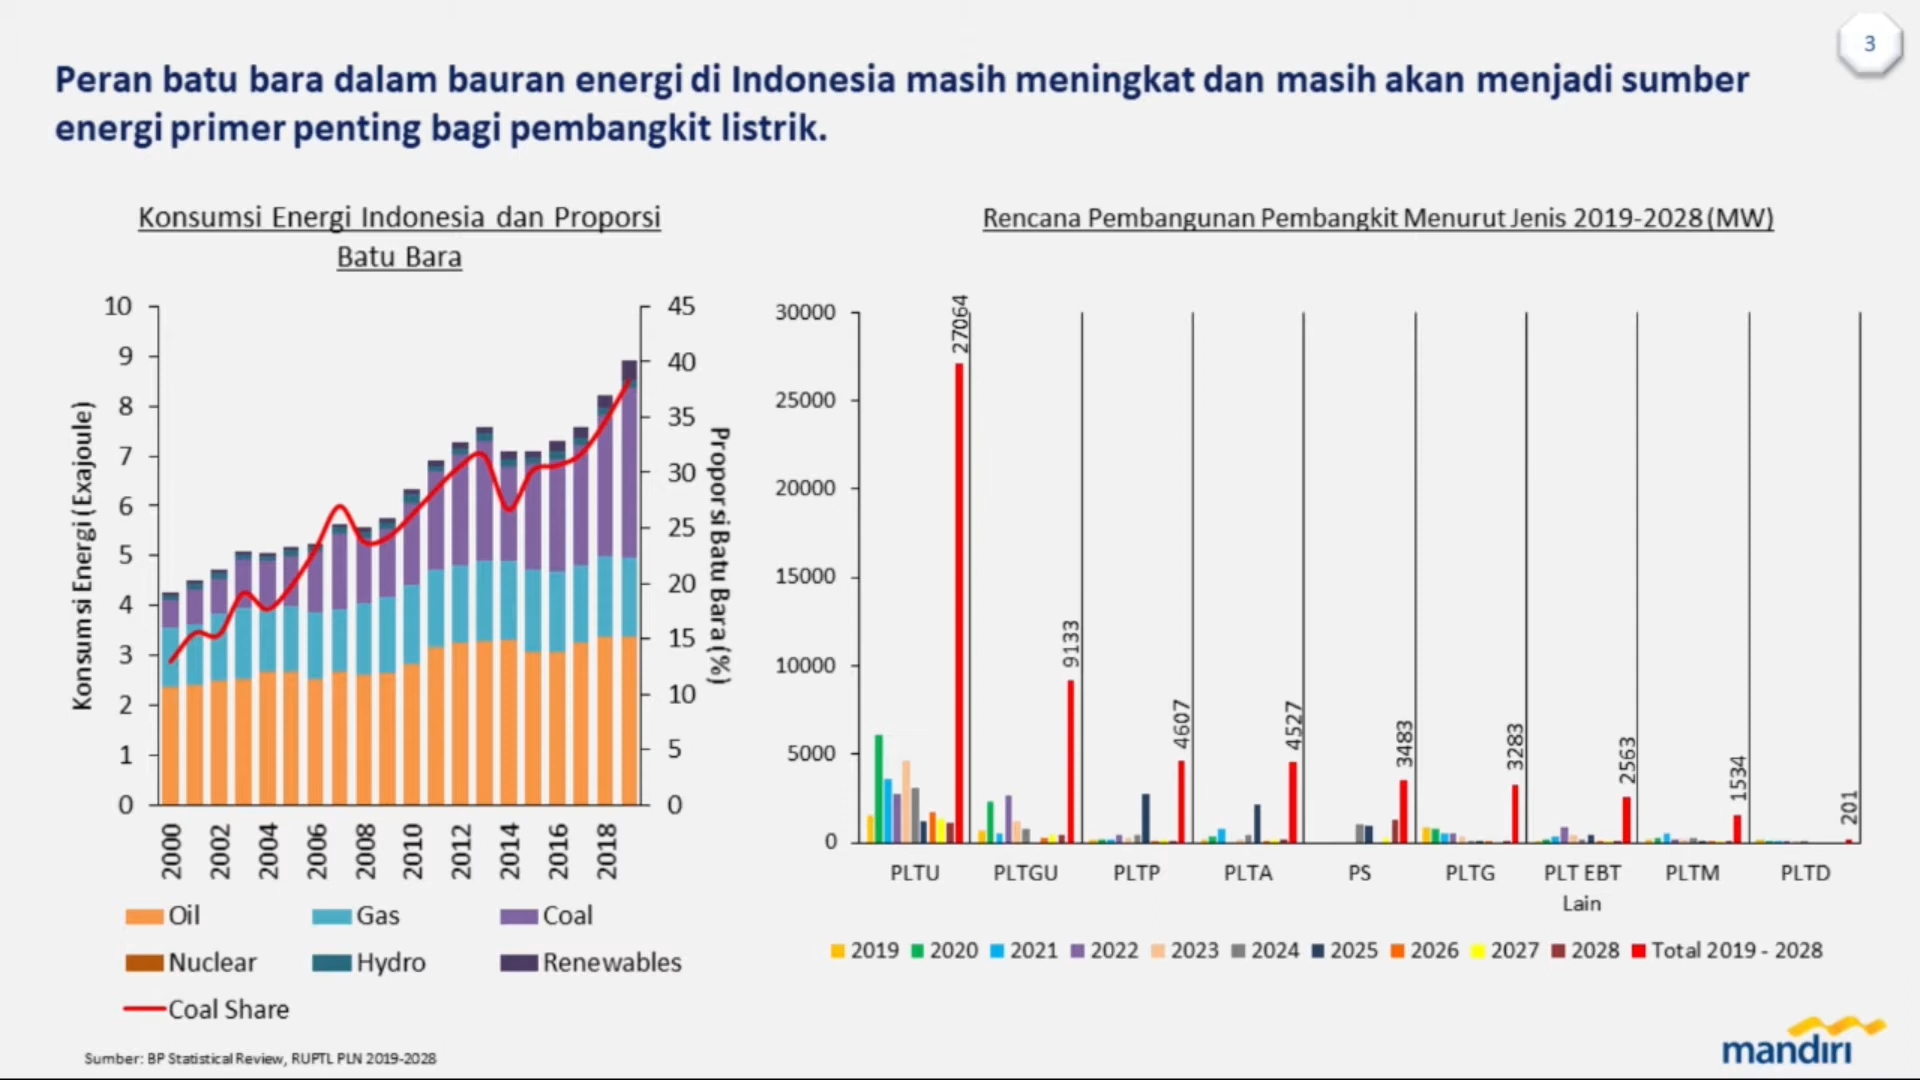 3
Peran batu bara dalam bauran energi di Indonesia masih meningkat dan masih akan menjadi sumber
energi primer penting bagi pembangkit listrik.
Konsumsi Energi Indonesia dan Proporsi
Batu Bara
10
9
8
7
6
5
4
3
2
1
0
Konsumsi Energi (Exajoule)
45
40
35
30
25
20
15
10
5
0
Proporsi Batu Bara (%)
2000 2002 2004 2006 2008 2010 2012 2014 2016 2018
Oil Gas Coal
Nuclear Hydro Renewables
Coal Share
Rencana Pembangunan Pembangkit Menurut Jenis 2019-2028 (MW)
30000
25000
20000
15000
10000
5000
0
27064
9133
4607
4527
3483
3283
2563
1534
201
PLTU PLTGU PLTP PLTA PS PLTG PLT EBT PLTM PLTD
Lain
2019 2020 2021 2022 2023 2024 2025 2026 2027 2028 Total 2019 - 2028
Sumber: BP Statistical Review, RUPTL PLN 2019-2028
mandiri